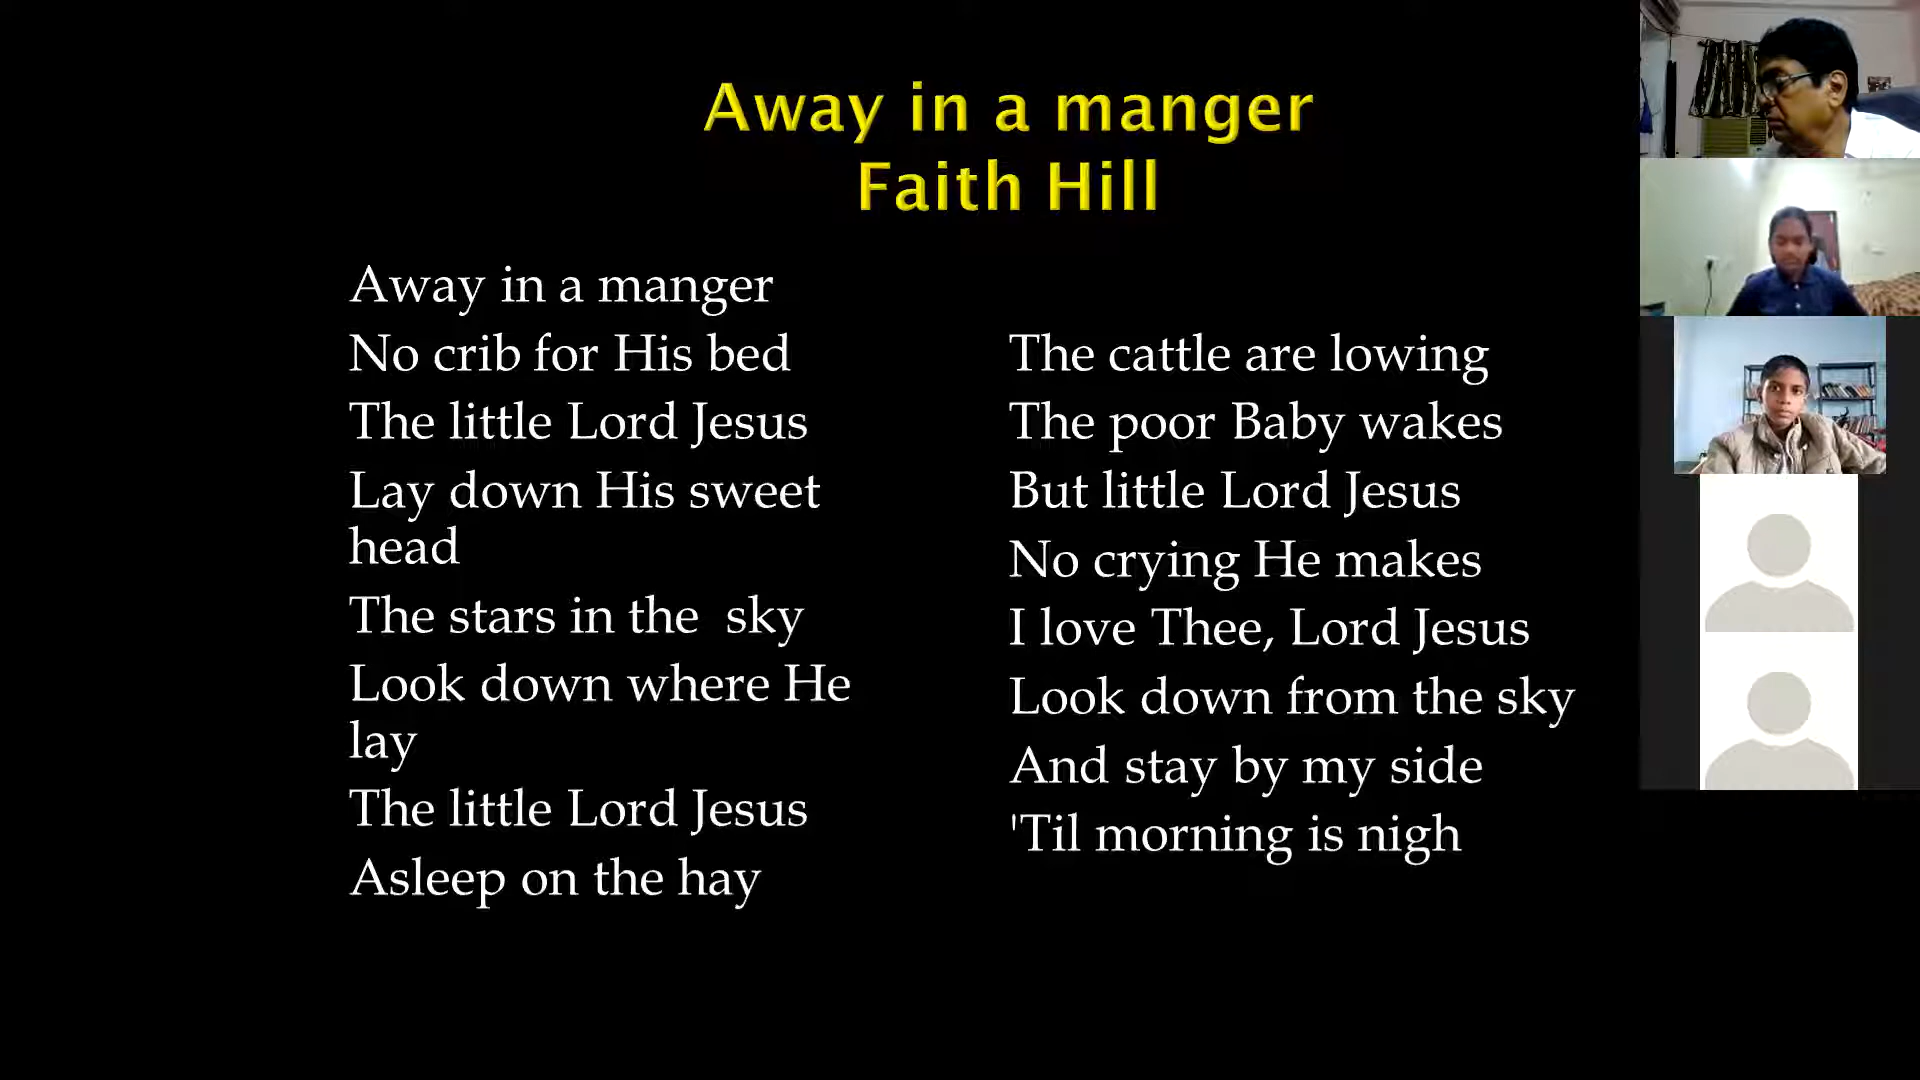 Away in a manger
Faith Hill
Away in a manger
No crib for His bed
The little Lord Jesus
Lay down His sweet
head
The stars in the  sky
Look down where He
lay
The little Lord Jesus
Asleep on the hay
The cattle are lowing
The poor Baby wakes
But little Lord Jesus
No crying He makes
I love Thee, Lord Jesus
Look down from the sky
And stay by my side
'Til morning is nigh